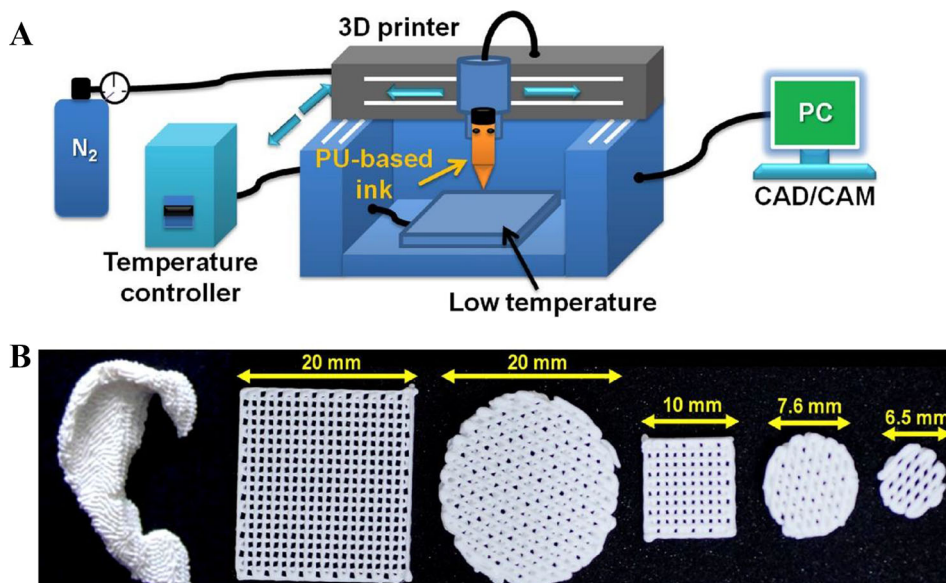 A
3D printer
N2
PC
PU-based
ink
CAD/CAM
Temperature
controller
Low temperature
B
20 mm
20 mm
10 mm
7.6 mm
6.5 mm